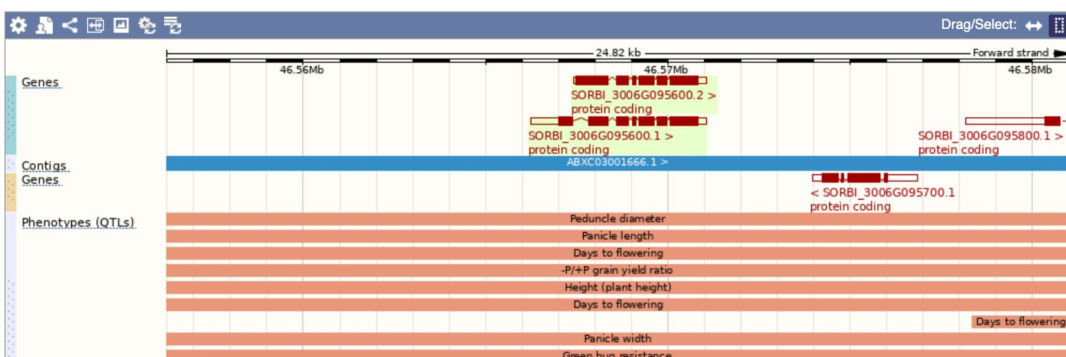 Drag/Select:
24.82 kb
Forward strand
46.56Mb 46.57Mb 46.58Mb
Genes
SORBI_3006G095600.2 >
protein coding
SORBI_3006G095600.1 >
protein coding
SORBI_3006G095800.1 >
protein coding
Contigs
ABXC03001666.1 >
Genes
< SORBI_3006G095700.1
protein coding
Phenotypes (QTLs)
Peduncle diameter
Panicle length
Days to flowering
-P/+P grain yield ratio
Height (plant height)
Days to flowering
Days to flowering
Panicle width
Green bug resistance